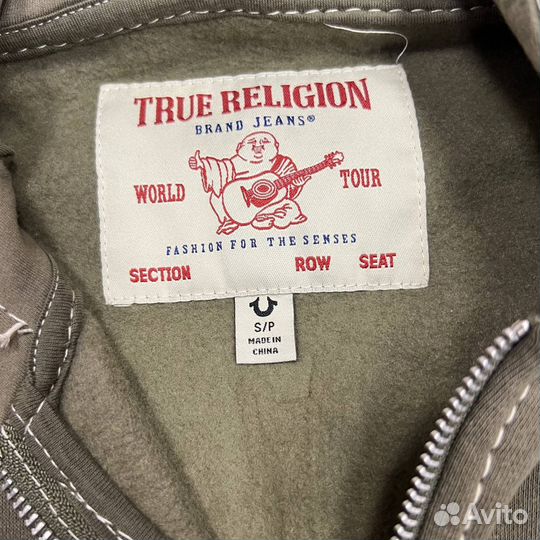 TRUE RELIGION
BRAND JEANS®
WORLD TOUR
FASHION FOR THE SENSES
SECTION ROW SEAT
S/P
MADE IN
CHINA
Avito